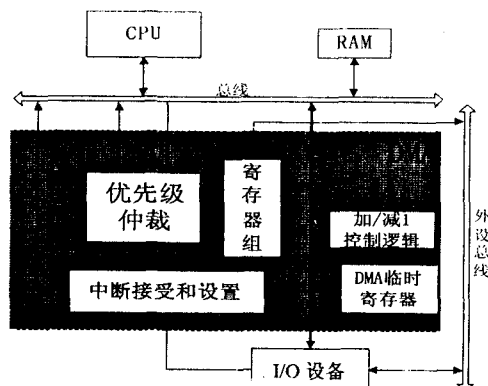 CPU
RAM
总线
优先级
仲裁
寄
存
器
组
加/减1
控制逻辑
DMA临时
寄存器
中断接受和设置
外
设
总
线
I/O 设备